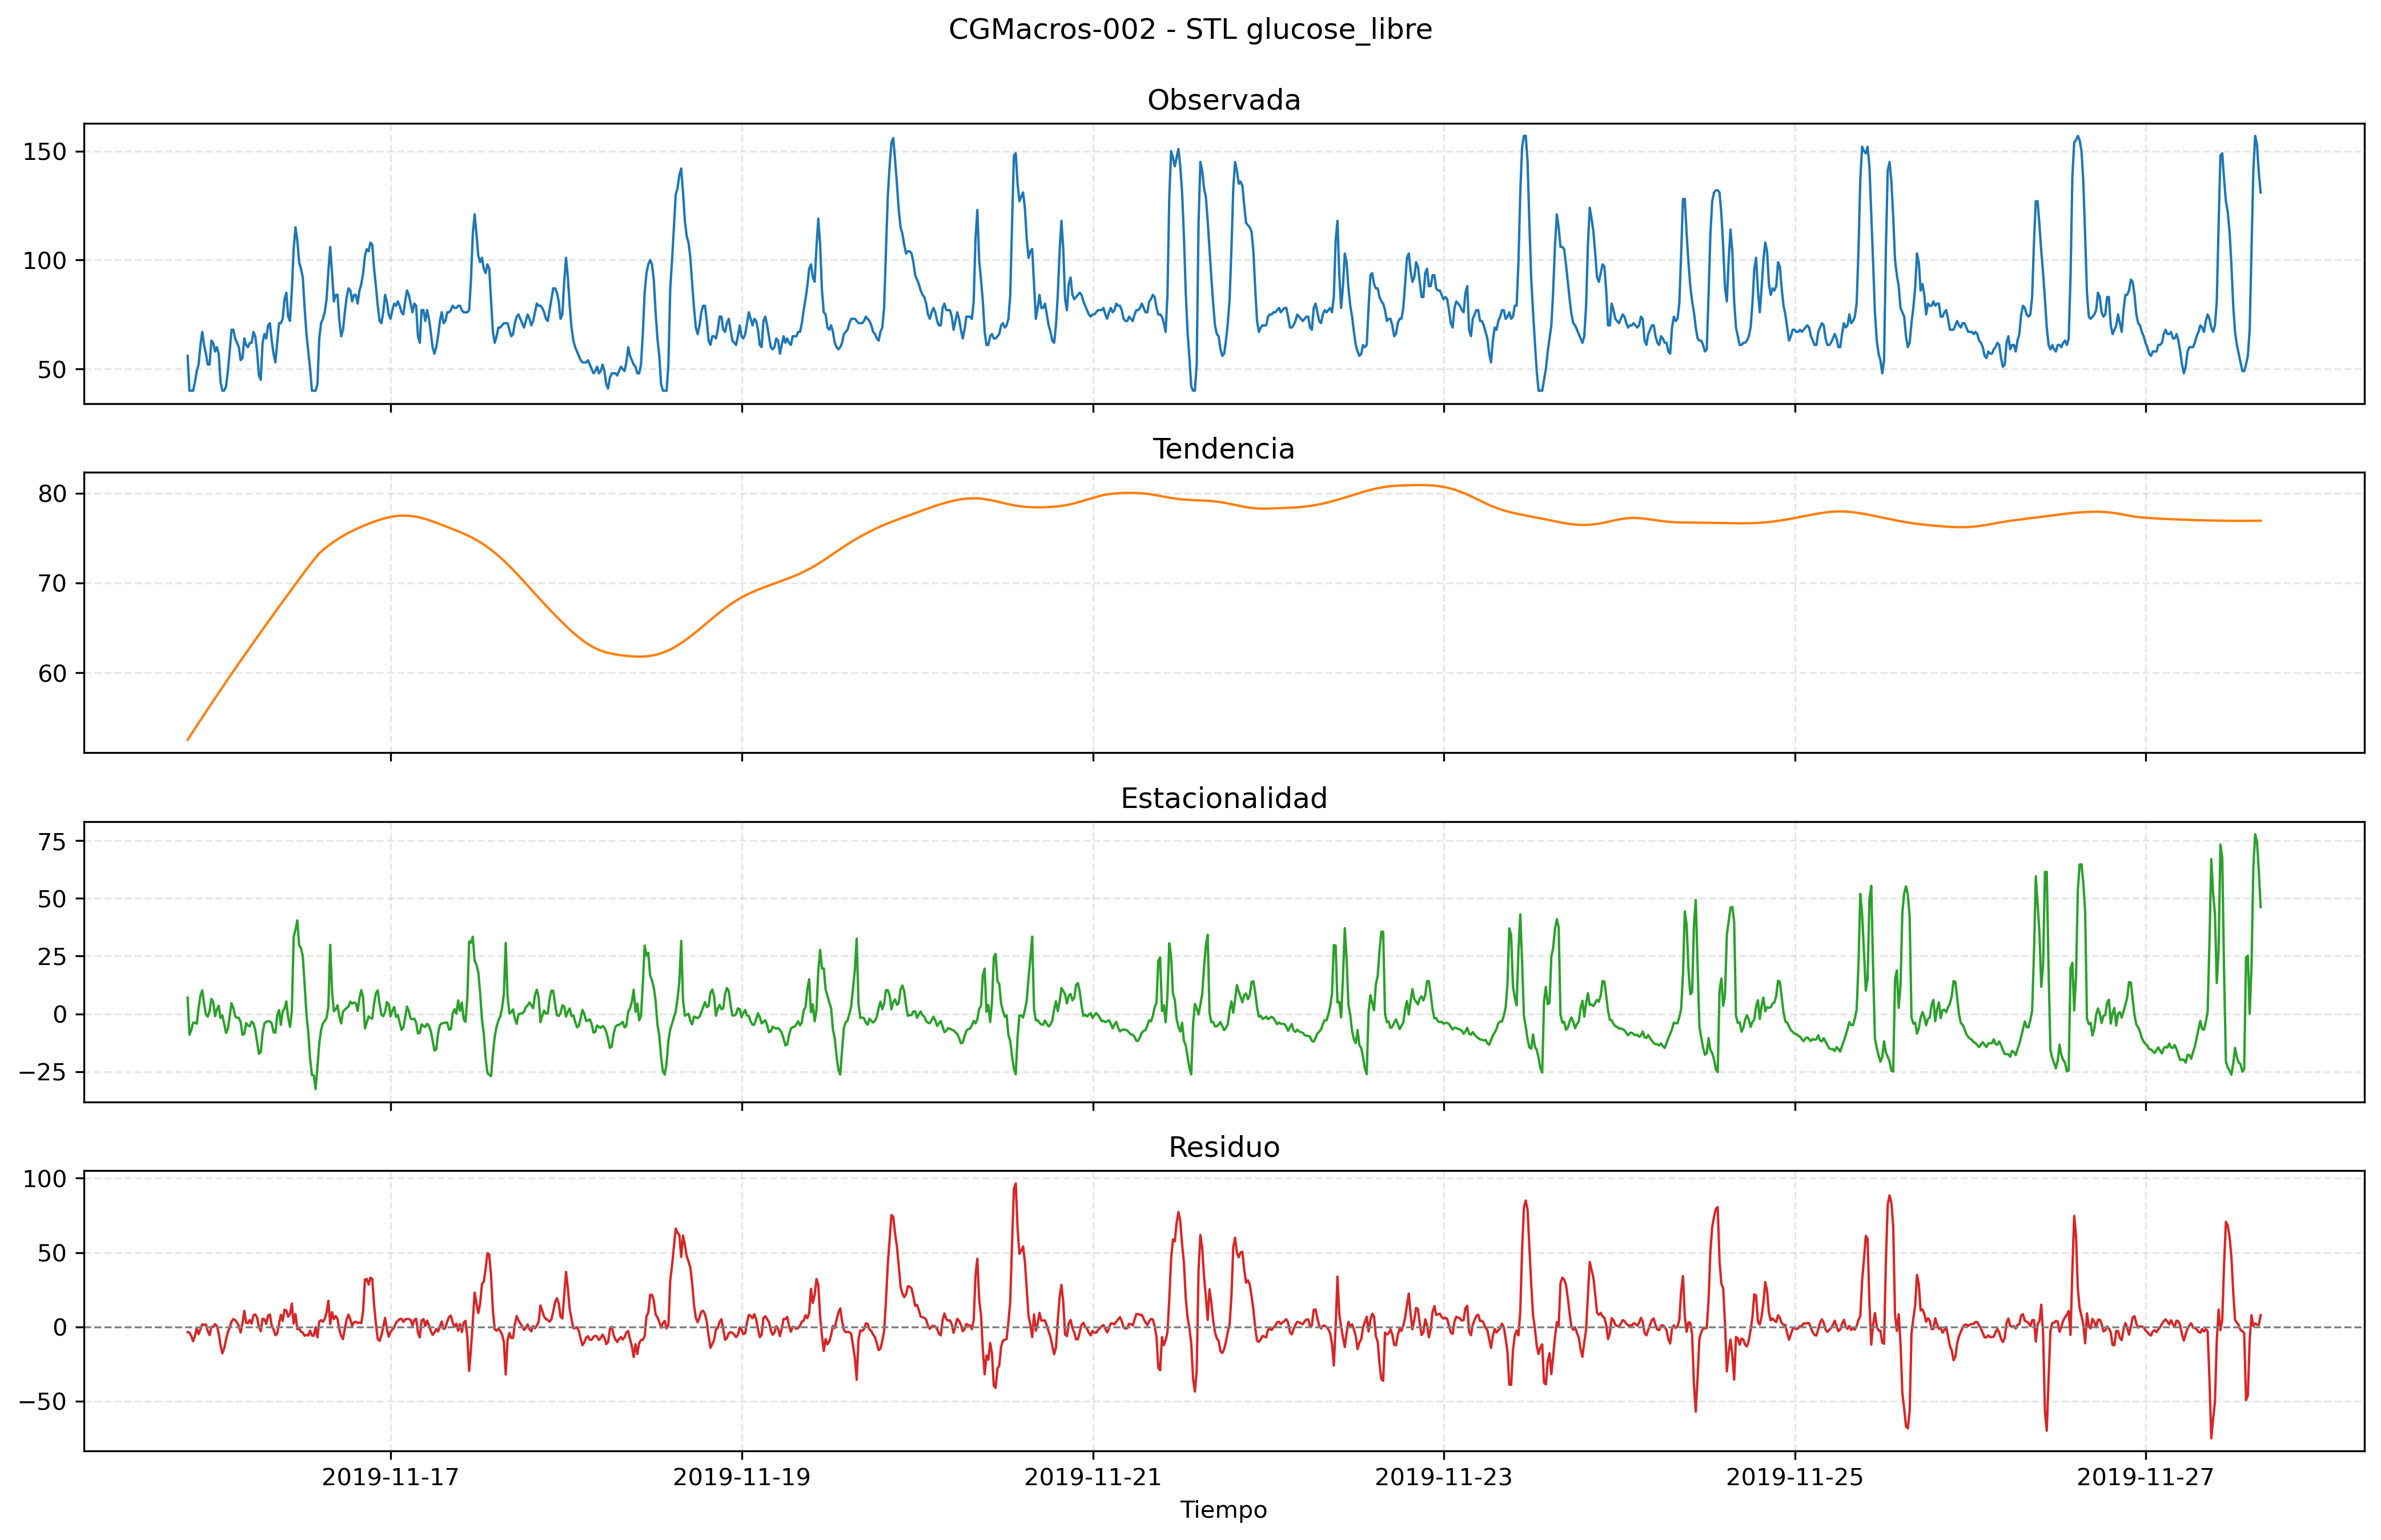 CGMacros-002 - STL glucose_libre
Observada
150
100
50
Tendencia
80
70
60
Estacionalidad
75
50
25
0
−25
Residuo
100
50
0
−50
2019-11-17 2019-11-19 2019-11-21 2019-11-23 2019-11-25 2019-11-27
Tiempo